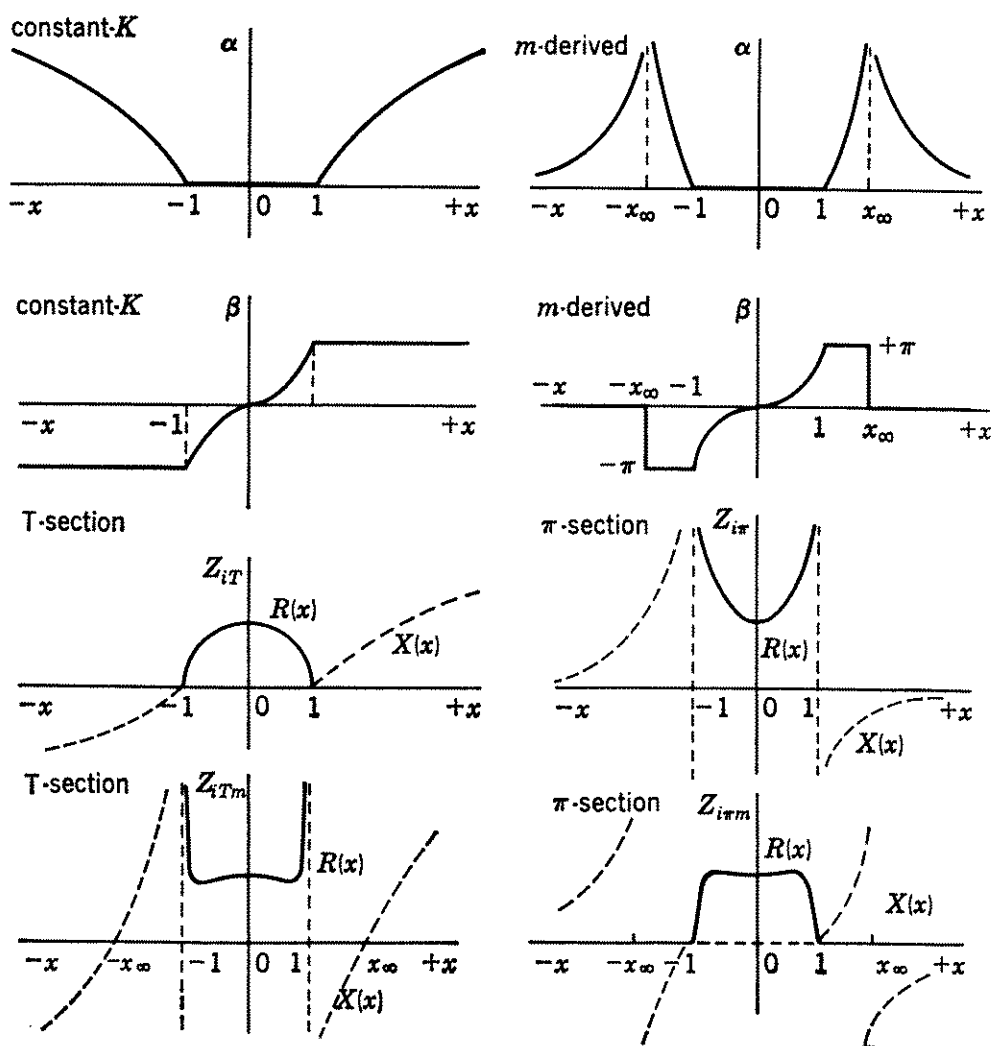 constant-K α
−x −1 0 1 +x
m-derived α
−x −x∞ −1 0 1 x∞ +x
constant-K β
−x −1 +x
m-derived β
+π
−x −x∞ −1
1 x∞ +x
−π
T-section
ZiT
R(x)
X(x)
−x −1 0 1 +x
π-section Ziπ
R(x)
−x −1 0 1 +x
X(x)
T-section ZiTm
R(x)
−x −x∞ −1 0 1 x∞ +x
X(x)
π-section Ziπm
R(x)
X(x)
−x −x∞ −1 0 1 x∞ +x